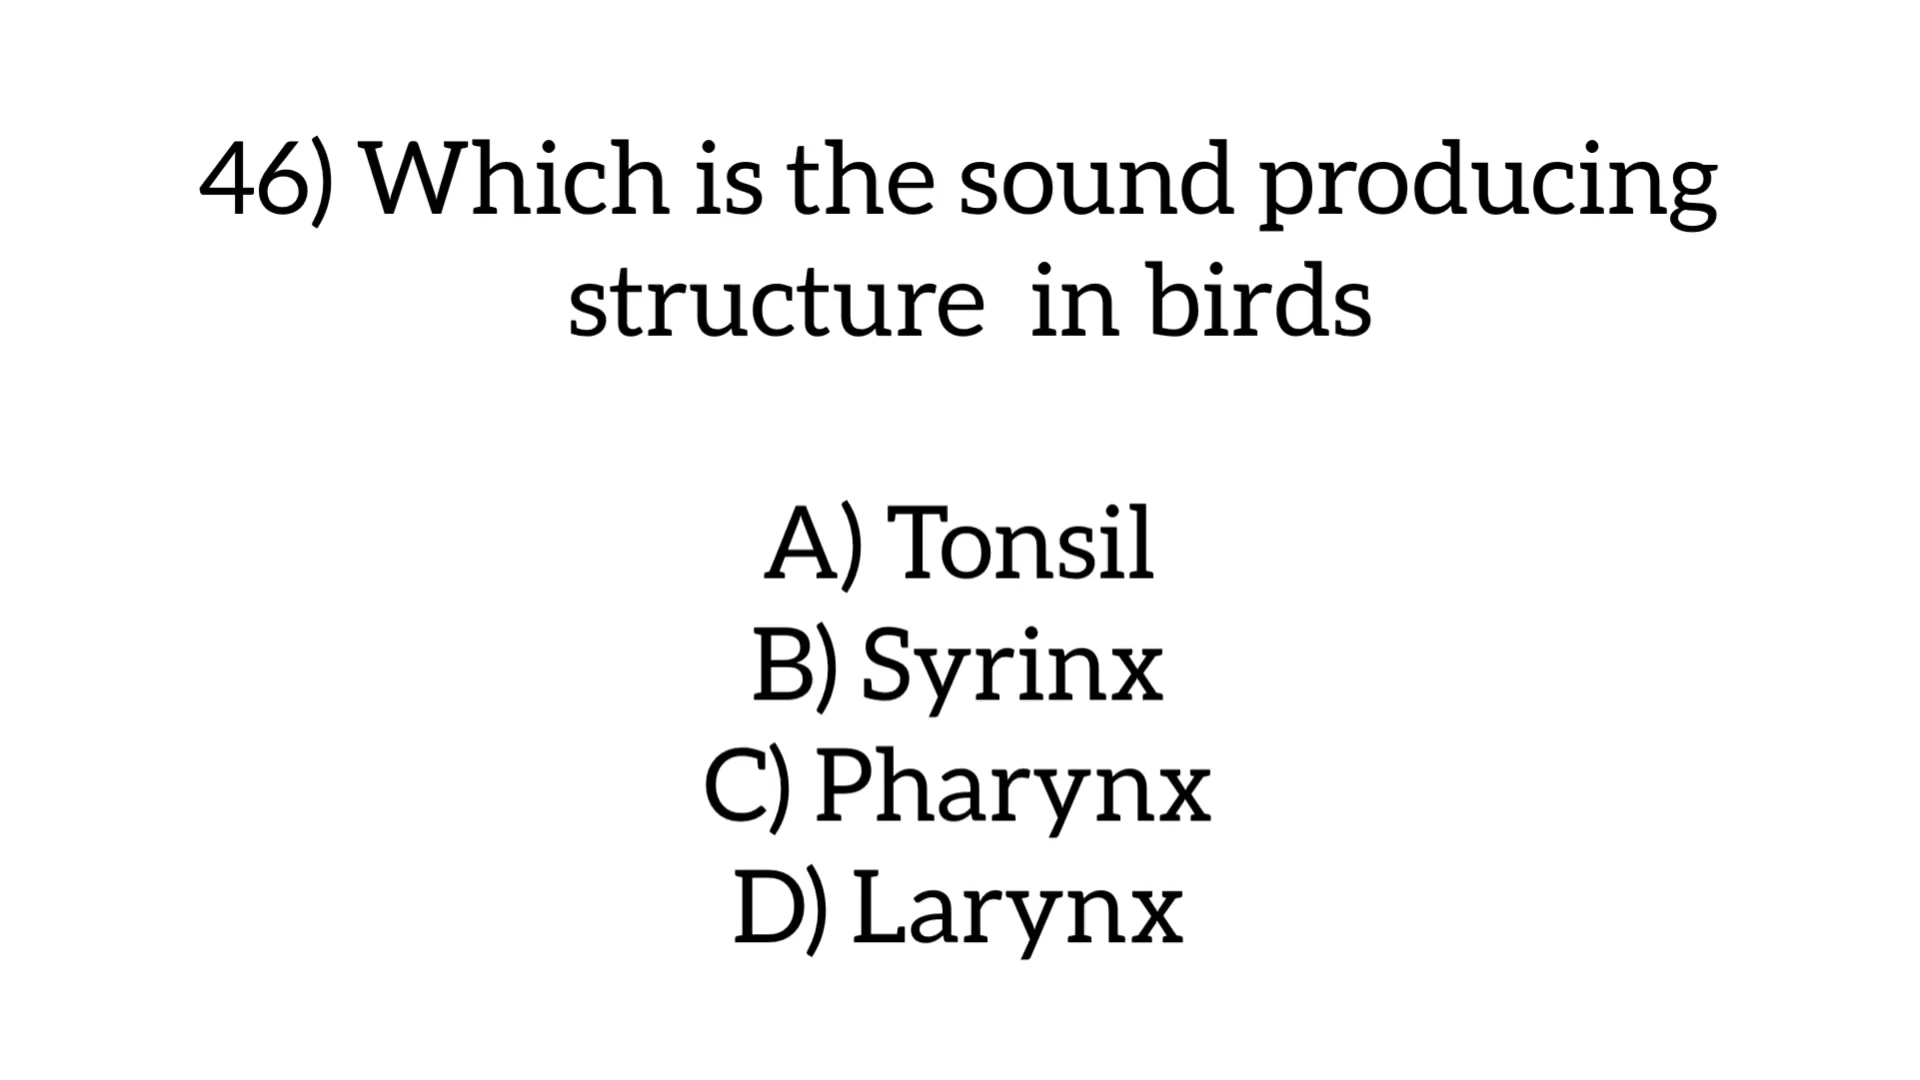 46) Which is the sound producing
structure  in birds
A) Tonsil
B) Syrinx
C) Pharynx
D) Larynx